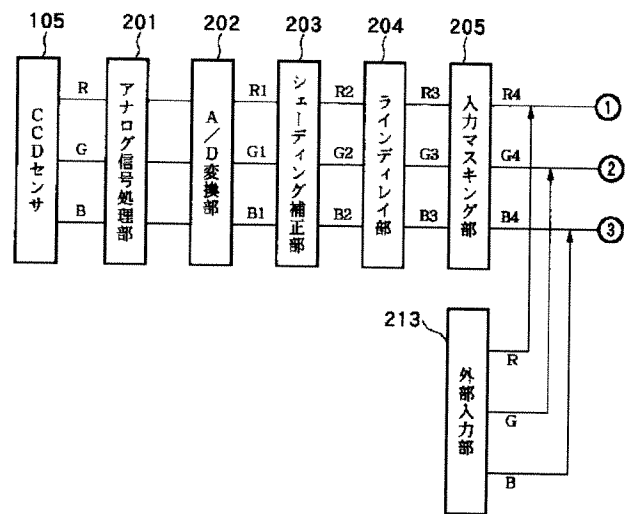 105
201
202
203
204
205
CCDセンサ
R
G
B
アナログ信号処理部
A/D変換部
R1
G1
B1
シェーディング補正部
R2
G2
B2
ラインディレイ部
R3
G3
B3
入力マスキング部
R4
G4
B4
1
2
3
213
外部入力部
R
G
B